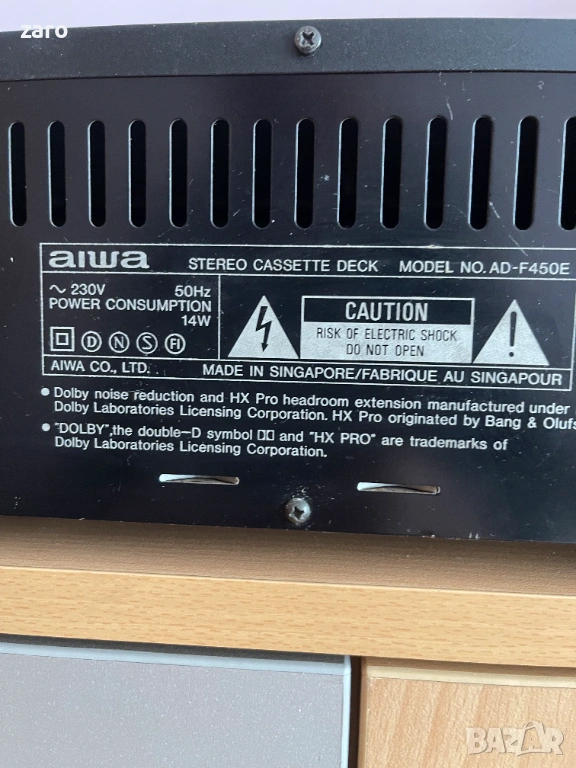 zaro
aiwa STEREO CASSETTE DECK MODEL NO. AD-F450E
~ 230V 50Hz
POWER CONSUMPTION
14W
D N S FI
CAUTION
RISK OF ELECTRIC SHOCK
DO NOT OPEN
AIWA CO., LTD. MADE IN SINGAPORE/FABRIQUE AU SINGAPOUR
• Dolby noise reduction and HX Pro headroom extension manufactured under
Dolby Laboratories Licensing Corporation. HX Pro originated by Bang & Olufs
• "DOLBY",the double-D symbol and "HX PRO" are trademarks of
Dolby Laboratories Licensing Corporation.
BAZAR